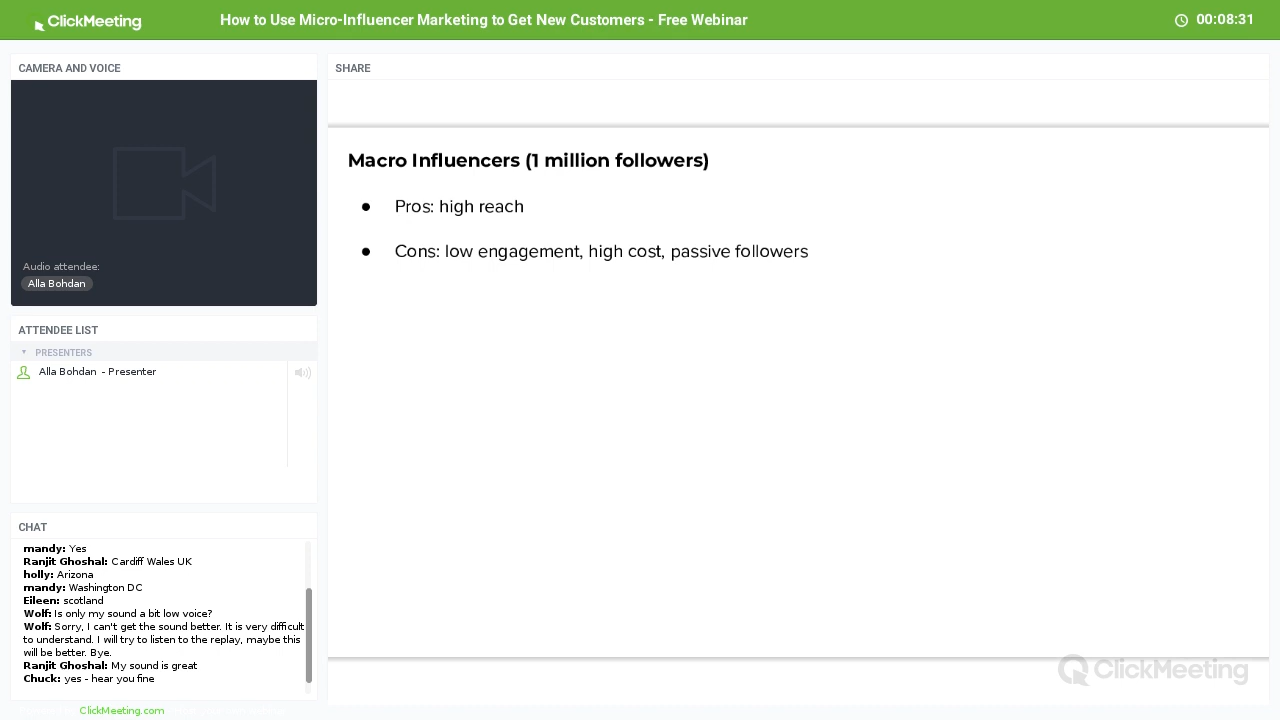 ClickMeeting
How to Use Micro-Influencer Marketing to Get New Customers - Free Webinar
00:08:31
CAMERA AND VOICE
Audio attendee:
Alla Bohdan
ATTENDEE LIST
PRESENTERS
Alla Bohdan - Presenter
CHAT
mandy: Yes
Ranjit Ghoshal: Cardiff Wales UK
holly: Arizona
mandy: Washington DC
Eileen: scotland
Wolf: Is only my sound a bit low voice?
Wolf: Sorry, I can't get the sound better. It is very difficult
to understand. I will try to listen to the replay, maybe this
will be better. Bye.
Ranjit Ghoshal: My sound is great
Chuck: yes - hear you fine
ClickMeeting.com
SHARE
Macro Influencers (1 million followers)
● Pros: high reach
● Cons: low engagement, high cost, passive followers
ClickMeeting